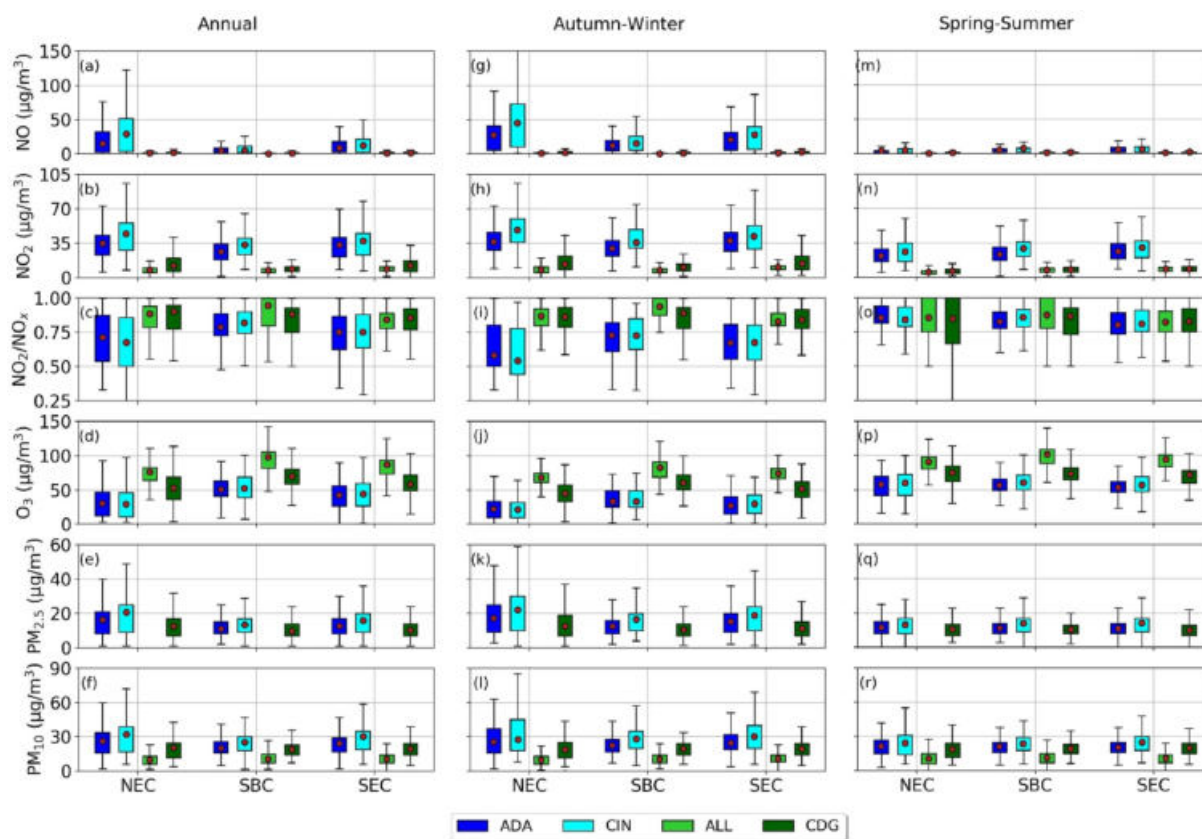 Annual Autumn-Winter Spring-Summer
NO (μg/m³)
150
100
50
0
(a) (g) (m)
NO₂ (μg/m³)
105
70
35
0
(b) (h) (n)
NO₂/NOₓ
1.00
0.75
0.50
0.25
(c) (i) (o)
O₃ (μg/m³)
150
100
50
0
(d) (j) (p)
PM₂.₅ (μg/m³)
60
40
20
0
(e) (k) (q)
PM₁₀ (μg/m³)
90
60
30
0
(f) (l) (r)
NEC SBC SEC NEC SBC SEC NEC SBC SEC
ADA CIN ALL CDG